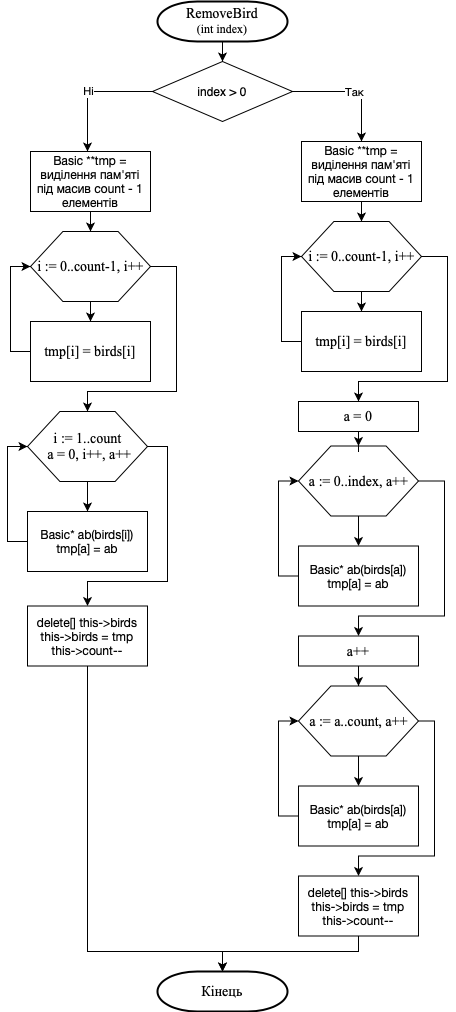 RemoveBird
(int index)
index > 0
Ні
Так
Basic **tmp =
виділення пам'яті
під масив count - 1
елементів
i := 0..count-1, i++
tmp[i] = birds[i]
i := 1..count
a = 0, i++, a++
Basic* ab(birds[i])
tmp[a] = ab
delete[] this->birds
this->birds = tmp
this->count--
Basic **tmp =
виділення пам'яті
під масив count - 1
елементів
i := 0..count-1, i++
tmp[i] = birds[i]
a = 0
a := 0..index, a++
Basic* ab(birds[a])
tmp[a] = ab
a++
a := a..count, a++
Basic* ab(birds[a])
tmp[a] = ab
delete[] this->birds
this->birds = tmp
this->count--
Кінець